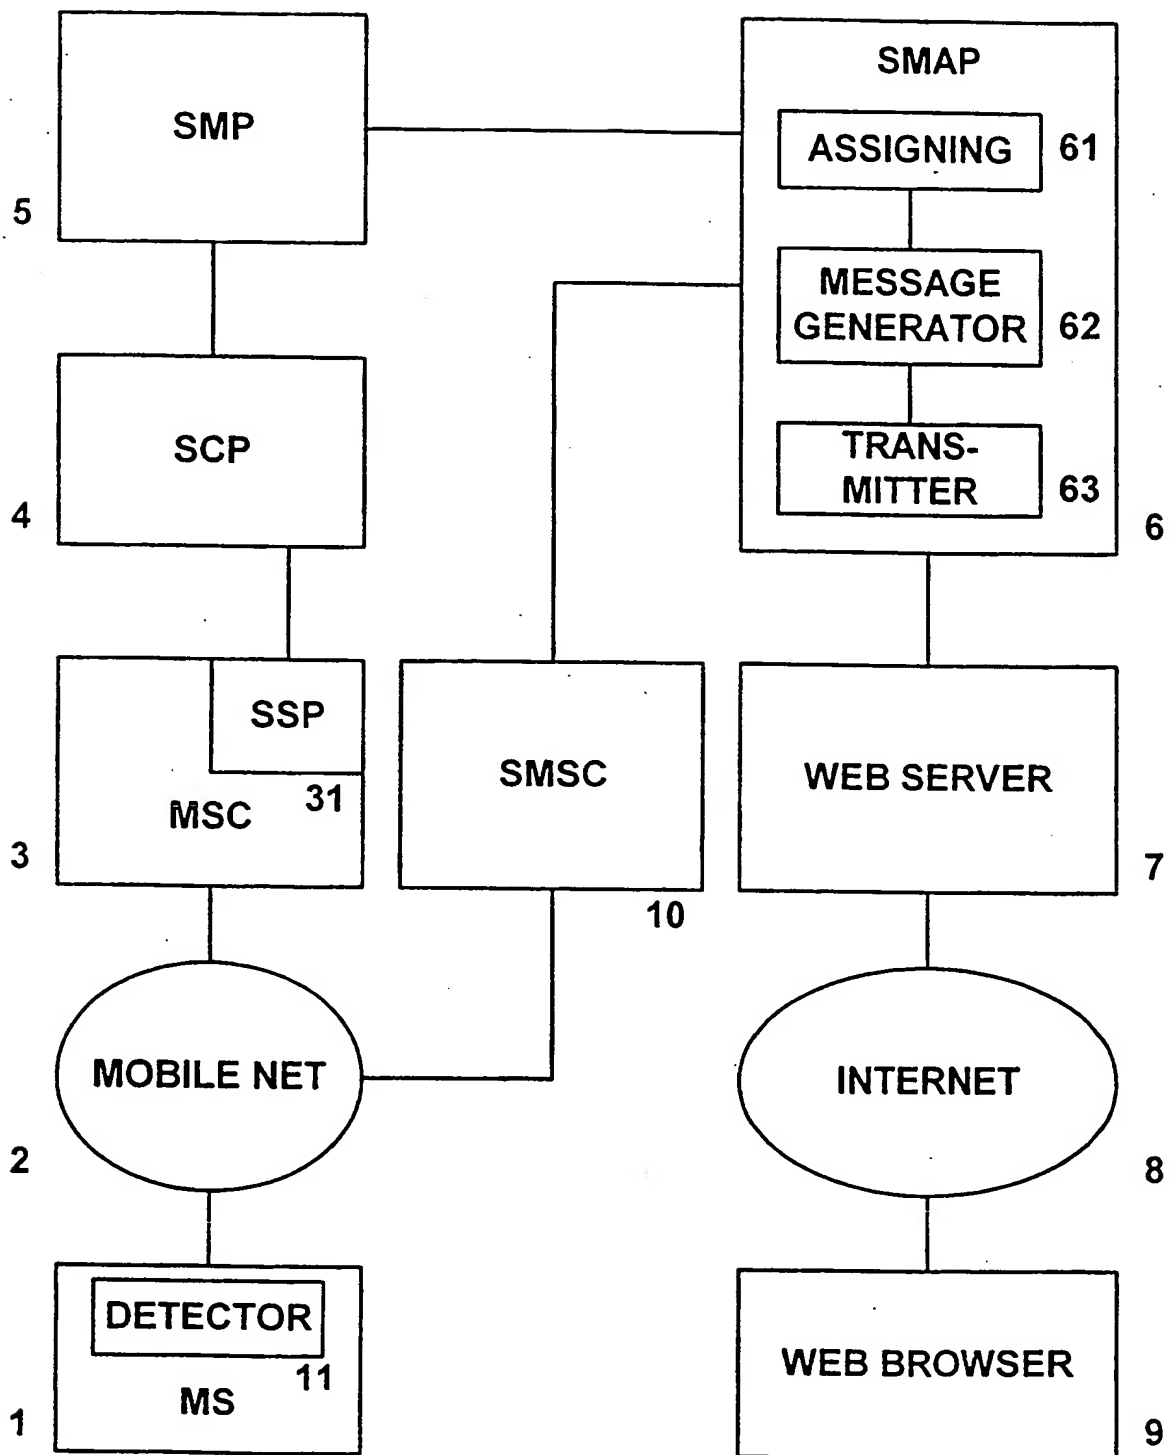 SMP
5
SCP
4
SSP
31
MSC
3
MOBILE NET
2
DETECTOR
11
MS
1
SMSC
10
SMAP
ASSIGNING 61
MESSAGE
GENERATOR 62
TRANS-
MITTER 63
6
WEB SERVER
7
INTERNET
8
WEB BROWSER
9